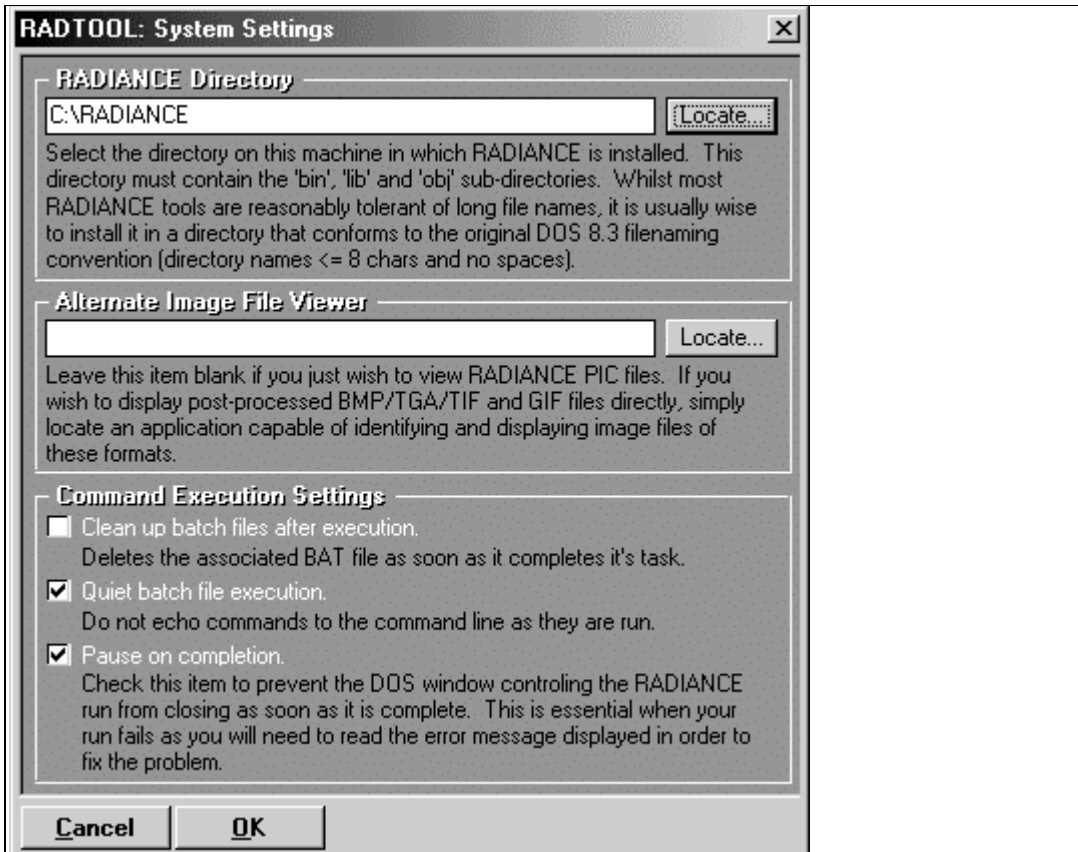 RADTOOL: System Settings
RADIANCE Directory
C:\RADIANCE
Locate...
Select the directory on this machine in which RADIANCE is installed. This
directory must contain the 'bin', 'lib' and 'obj' sub-directories. Whilst most
RADIANCE tools are reasonably tolerant of long file names, it is usually wise
to install it in a directory that conforms to the original DOS 8.3 filenaming
convention (directory names <= 8 chars and no spaces).
Alternate Image File Viewer
Locate...
Leave this item blank if you just wish to view RADIANCE PIC files. If you
wish to display post-processed BMP/TGA/TIF and GIF files directly, simply
locate an application capable of identifying and displaying image files of
these formats.
Command Execution Settings
Clean up batch files after execution.
Deletes the associated BAT file as soon as it completes it's task.
Quiet batch file execution.
Do not echo commands to the command line as they are run.
Pause on completion.
Check this item to prevent the DOS window controling the RADIANCE
run from closing as soon as it is complete. This is essential when your
run fails as you will need to read the error message displayed in order to
fix the problem.
Cancel
OK